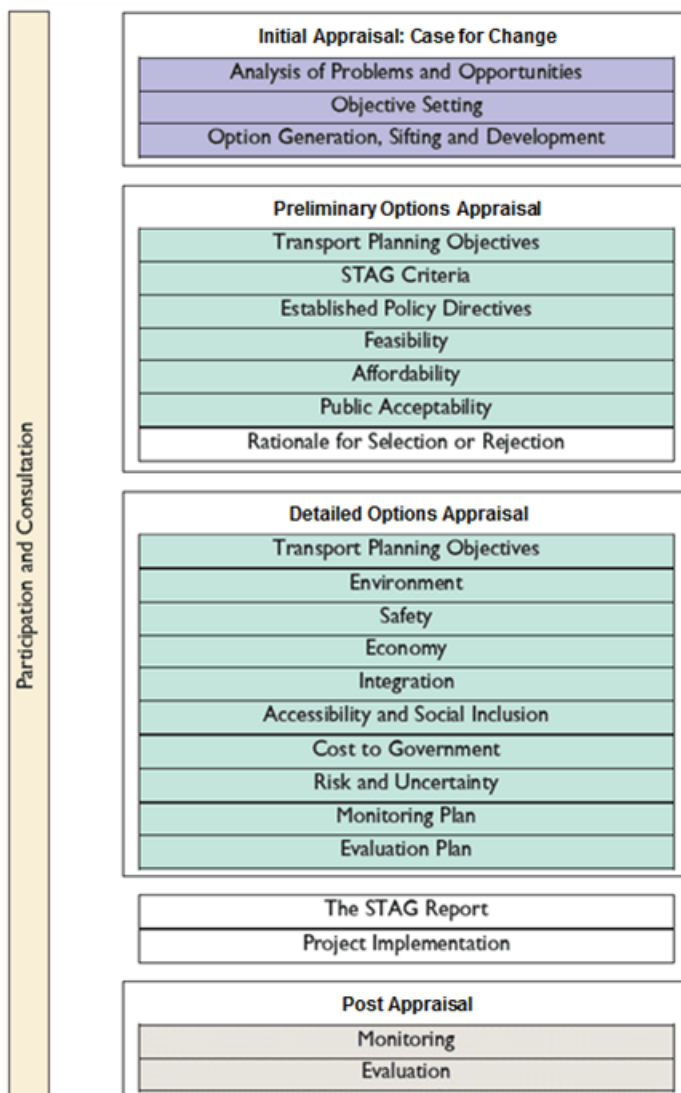 Participation and Consultation
Initial Appraisal: Case for Change
Analysis of Problems and Opportunities
Objective Setting
Option Generation, Sifting and Development
Preliminary Options Appraisal
Transport Planning Objectives
STAG Criteria
Established Policy Directives
Feasibility
Affordability
Public Acceptability
Rationale for Selection or Rejection
Detailed Options Appraisal
Transport Planning Objectives
Environment
Safety
Economy
Integration
Accessibility and Social Inclusion
Cost to Government
Risk and Uncertainty
Monitoring Plan
Evaluation Plan
The STAG Report
Project Implementation
Post Appraisal
Monitoring
Evaluation